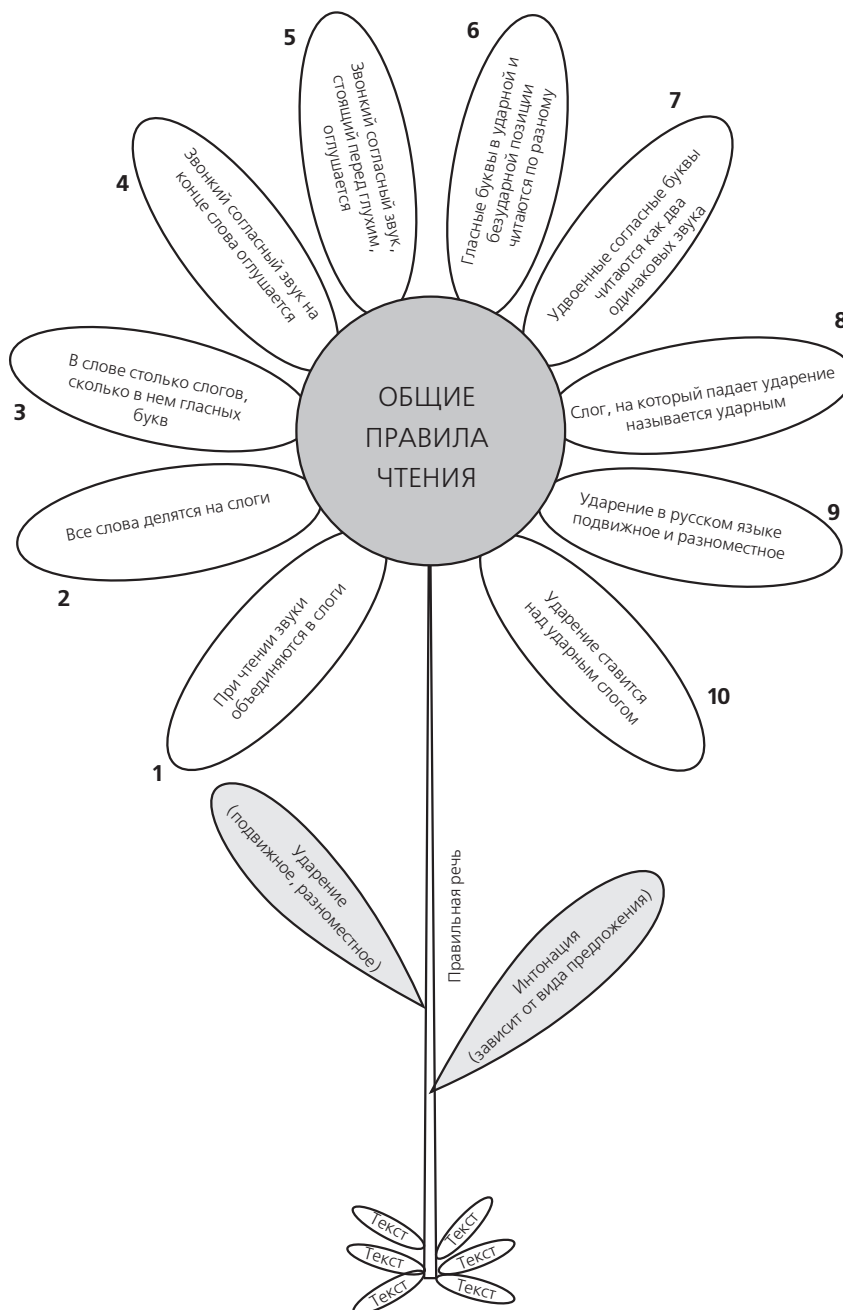 5
Звонкий согласный звук,
стоящий перед глухим,
оглушается
6
Гласные буквы в ударной и
безударной позиции
читаются по разному
4
Звонкий согласный звук на
конце слова оглушается
7
Удвоенные согласные буквы
читаются как два
одинаковых звука
3
В слове столько слогов,
сколько в нем гласных
букв
ОБЩИЕ
ПРАВИЛА
ЧТЕНИЯ
8
Слог, на который падает ударение
называется ударным
2
Все слова делятся на слоги
9
Ударение в русском языке
подвижное и разноместное
1
При чтении звуки
объединяются в слоги
10
Ударение ставится
над ударным слогом
Ударение
(подвижное, разноместное)
Правильная речь
Интонация
(зависит от вида предложения)
Текст
Текст
Текст
Текст
Текст
Текст